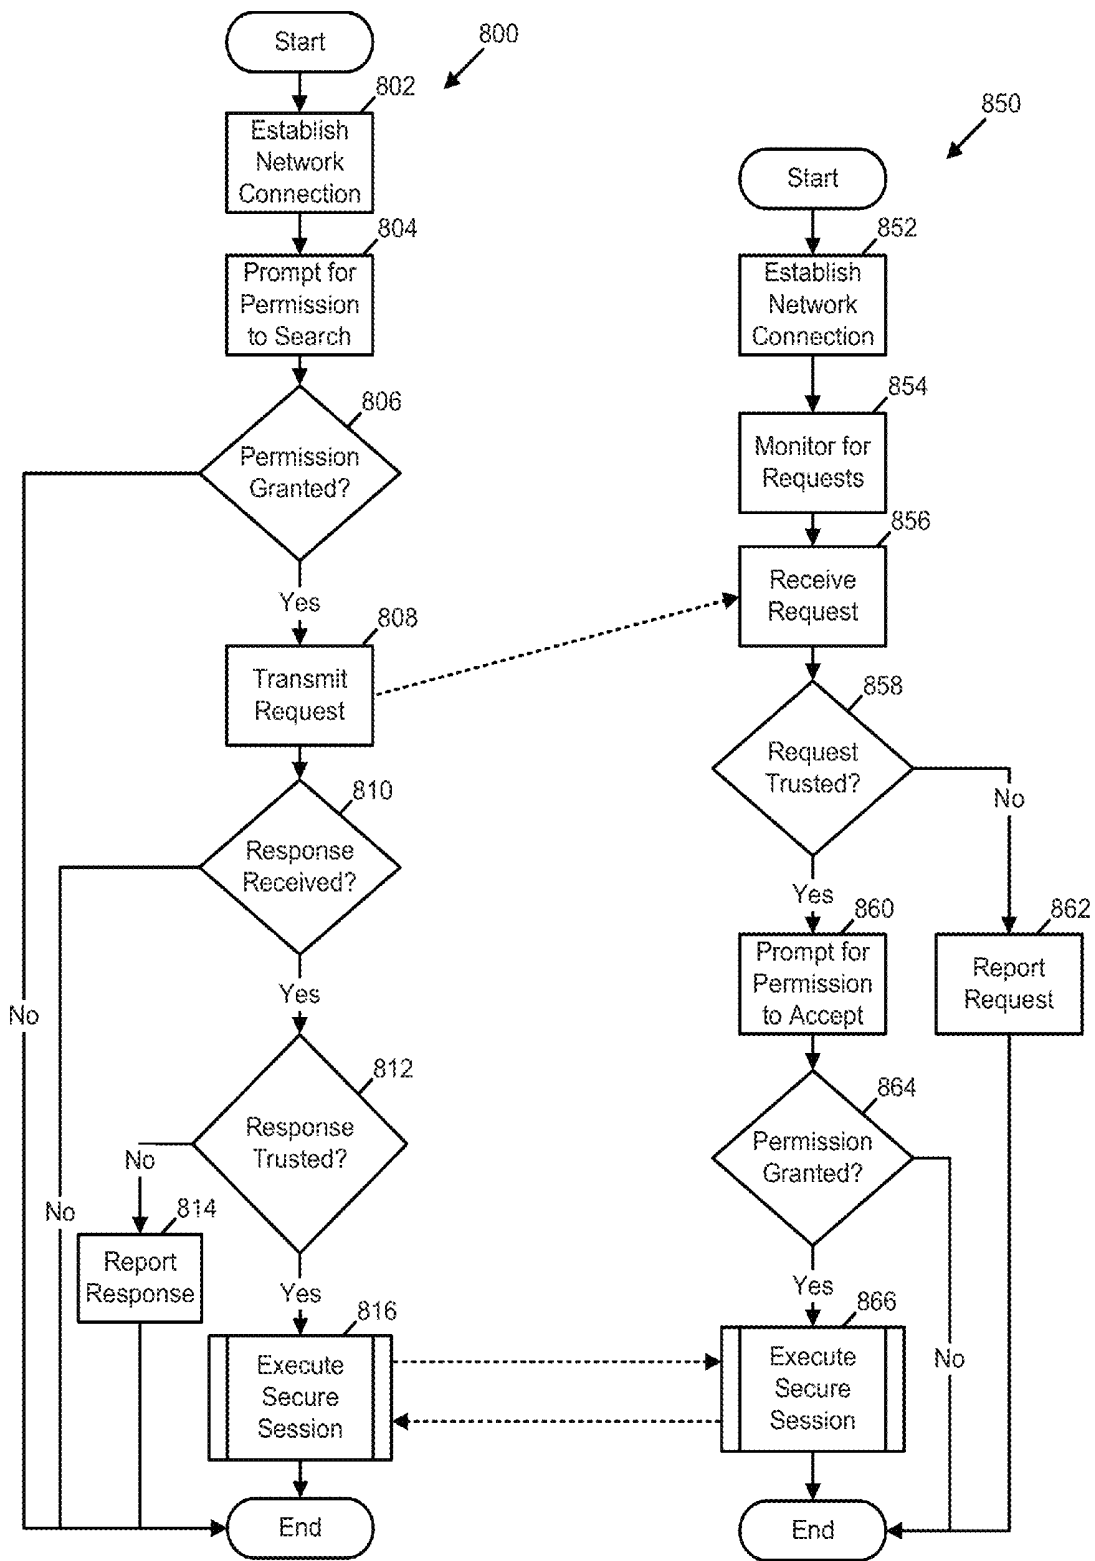 Start
800
802
Establish
Network
Connection
804
Prompt for
Permission
to Search
806
Permission
Granted?
No
Yes
808
Transmit
Request
810
Response
Received?
No
Yes
812
Response
Trusted?
No
814
Report
Response
Yes
816
Execute
Secure
Session
End
850
Start
852
Establish
Network
Connection
854
Monitor for
Requests
856
Receive
Request
858
Request
Trusted?
No
Yes
860
Prompt for
Permission
to Accept
862
Report
Request
864
Permission
Granted?
Yes
No
866
Execute
Secure
Session
End